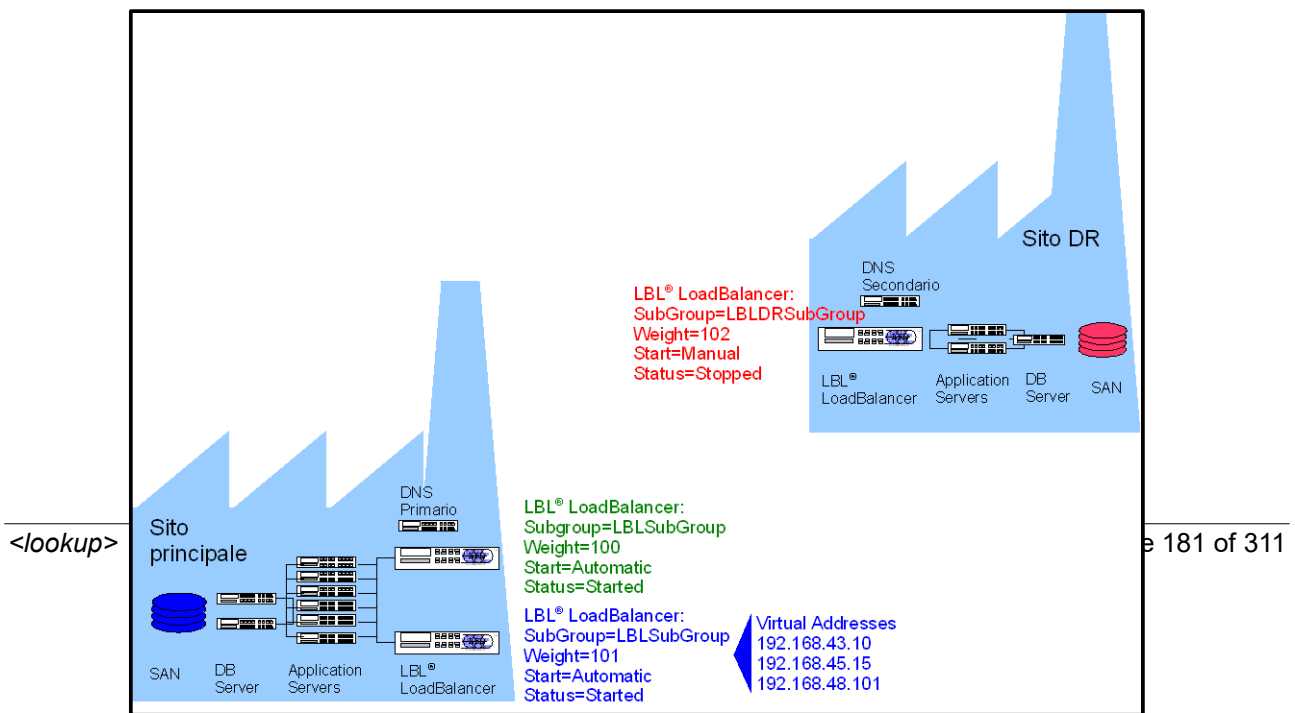 Sito DR
DNS
Secondario
LBL® LoadBalancer:
SubGroup=LBLDRSubGroup
Weight=102
Start=Manual
Status=Stopped
LBL®
LoadBalancer
Application
Servers
DB
Server
SAN
DNS
Primario
Sito
principale
LBL® LoadBalancer:
Subgroup=LBLSubGroup
Weight=100
Start=Automatic
Status=Started
<lookup>
e 181 of 311
LBL® LoadBalancer:
SubGroup=LBLSubGroup
Weight=101
Start=Automatic
Status=Started
Virtual Addresses
192.168.43.10
192.168.45.15
192.168.48.101
SAN
DB
Server
Application
Servers
LBL®
LoadBalancer